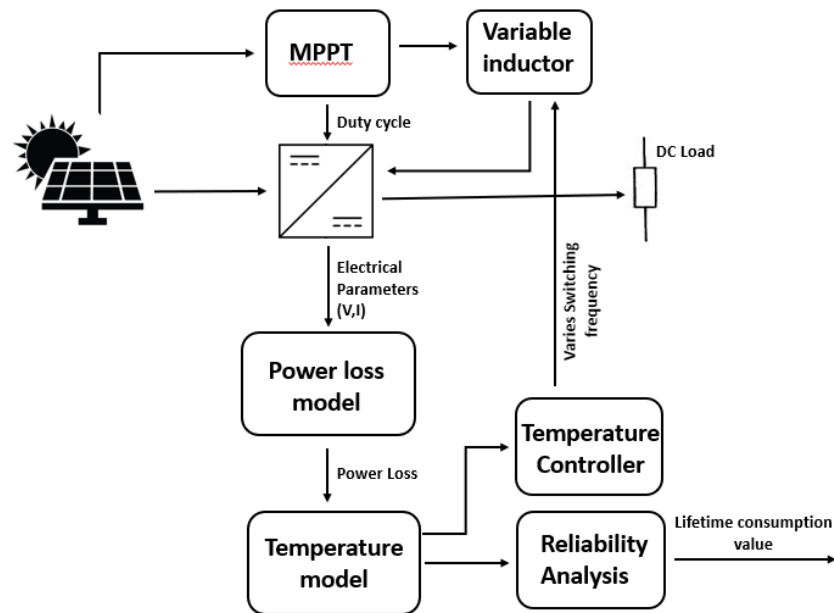 MPPT
Variable
inductor
Duty cycle
DC Load
Electrical
Parameters
(V,I)
Varies Switching
frequency
Power loss
model
Power Loss
Temperature
Controller
Temperature
model
Reliability
Analysis
Lifetime consumption
value